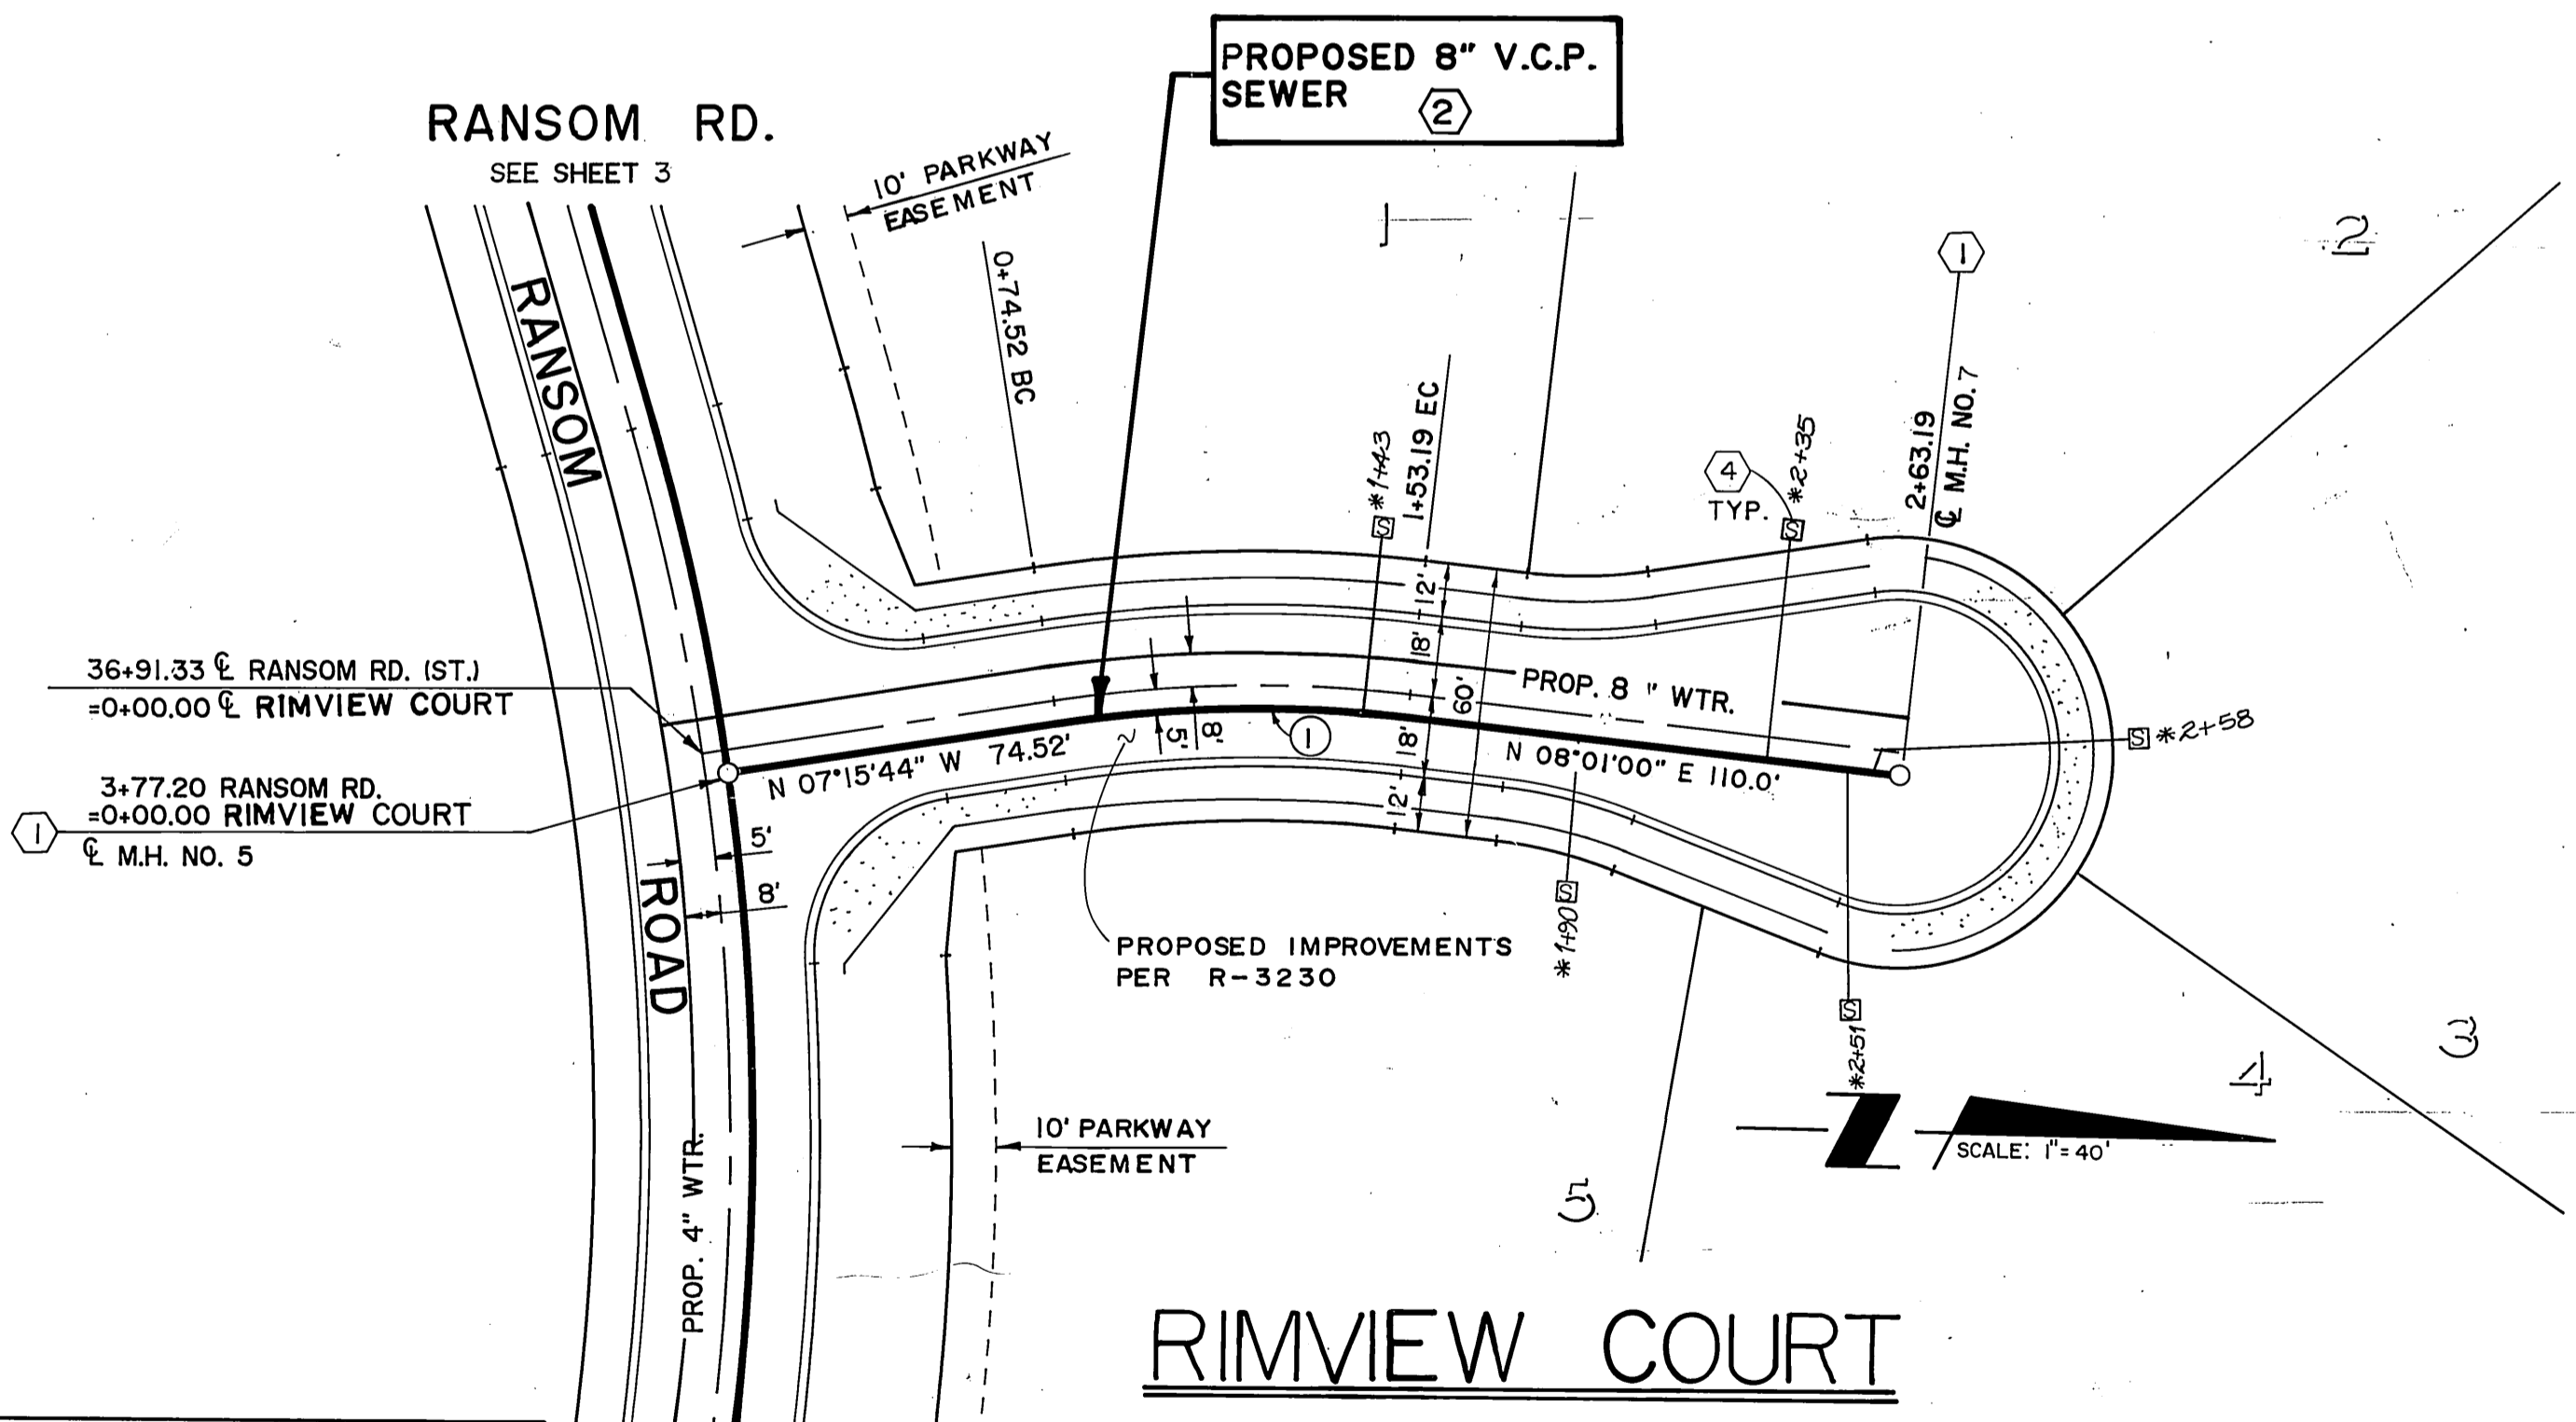 PROPOSED 8" V.C.P.
SEWER
2
RANSOM RD.
SEE SHEET 3
10' PARKWAY
EASEMENT
0+74.52 BC
1
2
1
RANSOM
S *1+43
1+53.19 EC
4
TYP.
S *2+35
2+63.19
℄ M.H. NO. 7
12'
18'
60'
18'
12'
PROP. 8 " WTR.
36+91.33 ℄ RANSOM RD. (ST.)
=0+00.00 ℄ RIMVIEW COURT
N 07°15'44" W 74.52'
5'
8'
1
N 08°01'00" E 110.0'
S *2+58
3+77.20 RANSOM RD.
=0+00.00 RIMVIEW COURT
1
℄ M.H. NO. 5
5'
8'
ROAD
PROPOSED IMPROVEMENTS
PER R-3230
*1+90 S
S
*2+51
3
4
5
10' PARKWAY
EASEMENT
SCALE: 1"=40'
PROP. 4" WTR.
RIMVIEW COURT